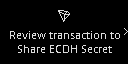 Review transaction to
Share ECDH Secret